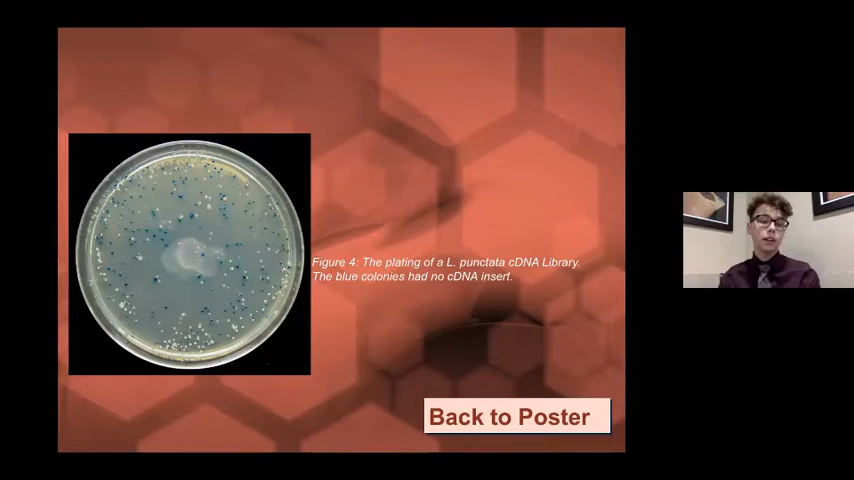 Figure 4: The plating of a L. punctata cDNA Library.
The blue colonies had no cDNA insert.
Back to Poster